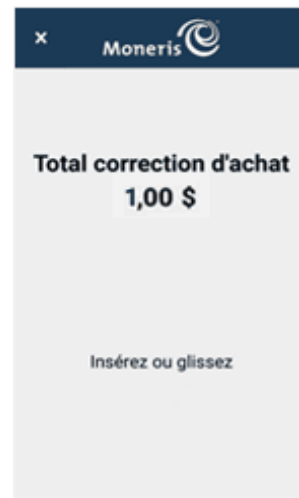 ×
Moneris
Total correction d'achat
1,00 $
Insérez ou glissez